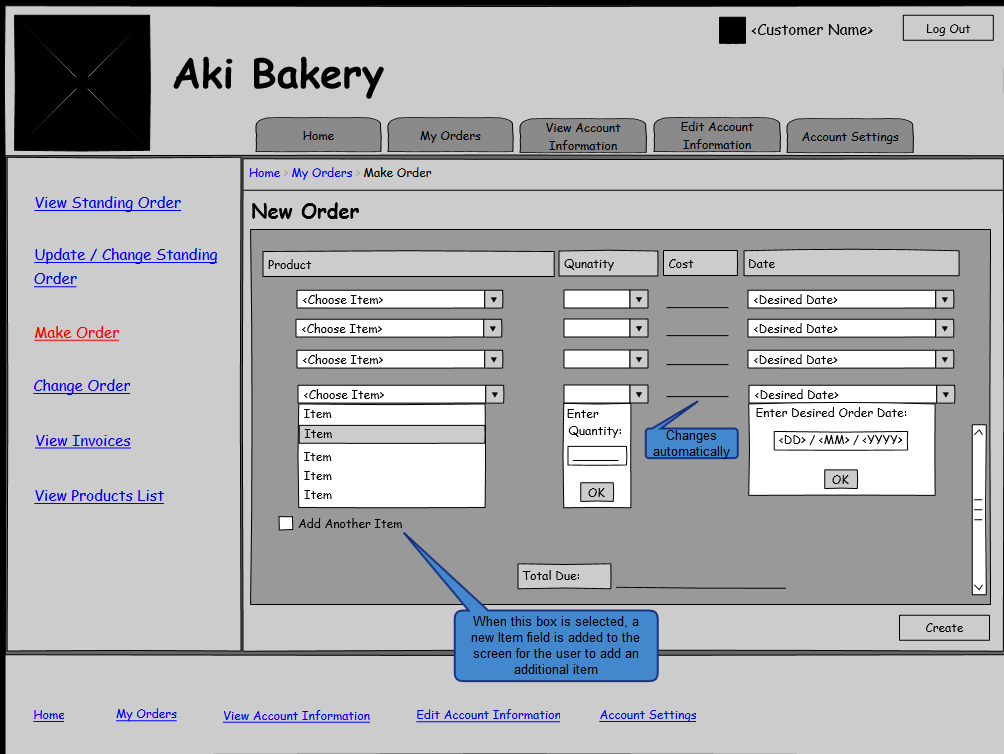 <Customer Name>
Log Out
Aki Bakery
Home
My Orders
View Account
Information
Edit Account
Information
Account Settings
View Standing Order
Update / Change Standing
Order
Make Order
Change Order
View Invoices
View Products List
Home > My Orders > Make Order
New Order
Product
Qunatity
Cost
Date
<Choose Item>
<Desired Date>
<Choose Item>
<Desired Date>
<Choose Item>
<Desired Date>
<Choose Item>
<Desired Date>
Item
Item
Item
Item
Item
Enter
Quantity:
OK
Changes
automatically
Enter Desired Order Date:
<DD> / <MM> / <YYYY>
OK
Add Another Item
Total Due:
When this box is selected, a
new Item field is added to the
screen for the user to add an
additional item
Create
Home
My Orders
View Account Information
Edit Account Information
Account Settings